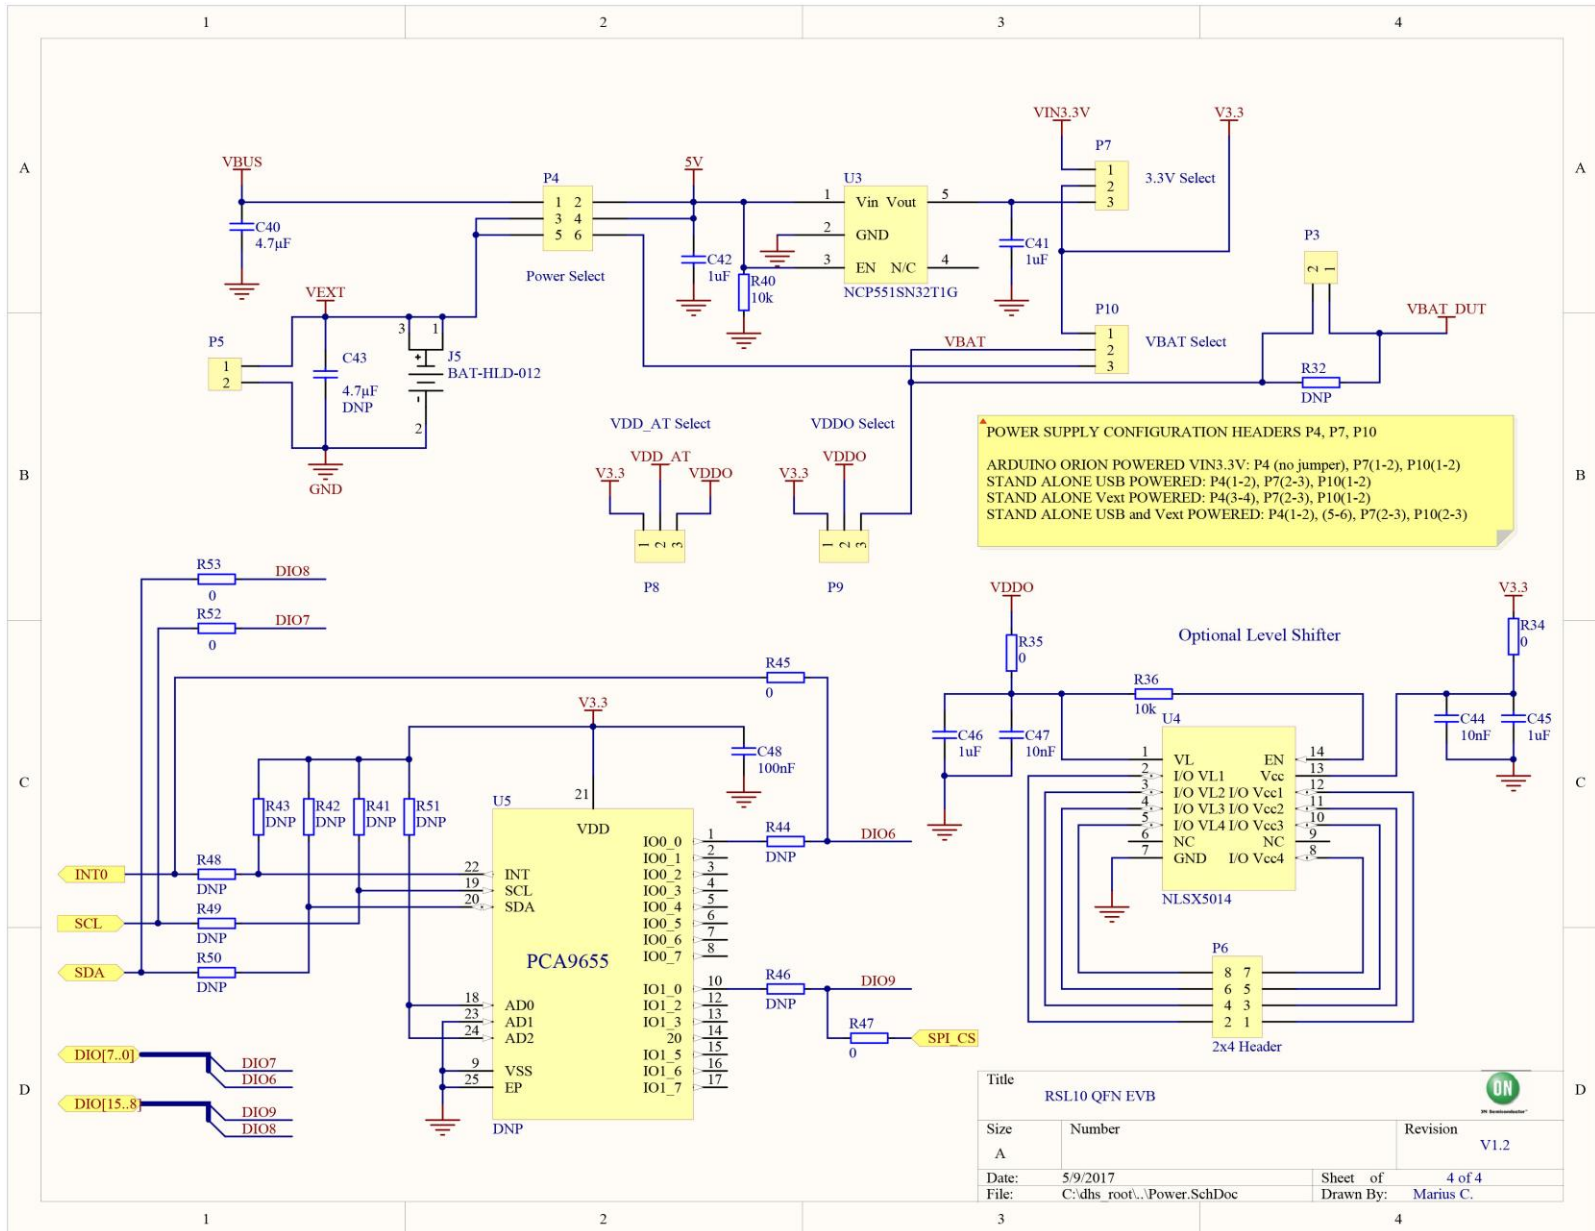 1 2 3 4
A A
VIN3.3V V3.3
P7
VBUS 5V
1
2
3
3.3V Select
P4
1 2
3 4
5 6
Power Select
U3
1 Vin Vout 5
2 GND
3 EN N/C 4
NCP551SN32T1G
C40
4.7µF
C42
1uF
R40
10k
C41
1uF
P3
2 1
VEXT
VBAT_DUT
P5
1
2
C43
4.7µF
DNP
3 1
+
J5
BAT-HLD-012
-
2
GND
P10
VBAT
1
2
3
VBAT Select
R32
DNP
B B
VDD_AT Select
V3.3 VDD_AT VDDO
1 2 3
P8
VDDO Select
V3.3 VDDO
1 2 3
P9
POWER SUPPLY CONFIGURATION HEADERS P4, P7, P10
ARDUINO ORION POWERED VIN3.3V: P4 (no jumper), P7(1-2), P10(1-2)
STAND ALONE USB POWERED: P4(1-2), P7(2-3), P10(1-2)
STAND ALONE Vext POWERED: P4(3-4), P7(2-3), P10(1-2)
STAND ALONE USB and Vext POWERED: P4(1-2), (5-6), P7(2-3), P10(2-3)
R53 DIO8
0
R52 DIO7
0
R45
0
V3.3
C48
100nF
C C
R43
DNP
R42
DNP
R41
DNP
R51
DNP
INT0
R48
DNP
SCL
R49
DNP
SDA
R50
DNP
U5
21
VDD
22 INT
19 SCL
20 SDA
PCA9655
18 AD0
23 AD1
24 AD2
9 VSS
25 EP
DNP
IO0_0 1
IO0_1 2
IO0_2 3
IO0_3 4
IO0_4 5
IO0_5 6
IO0_6 7
IO0_7 8
IO1_0 10
IO1_2 12
IO1_3 13
20 14
IO1_5 15
IO1_6 16
IO1_7 17
R44 DIO6
DNP
R46 DIO9
DNP
R47
0
SPI_CS
DIO[7..0]
DIO7
DIO6
DIO[15..8]
DIO9
DIO8
VDDO
R35
0
Optional Level Shifter
V3.3
R34
0
R36
10k
C46
1uF
C47
10nF
C44
10nF
C45
1uF
U4
1 VL EN 14
2 I/O VL1 Vcc 13
3 I/O VL2 I/O Vcc1 12
4 I/O VL3 I/O Vcc2 11
5 I/O VL4 I/O Vcc3 10
6 NC NC 9
7 GND I/O Vcc4 8
NLSX5014
P6
8 7
6 5
4 3
2 1
2x4 Header
D D
Title
RSL10 QFN EVB
ON
ON Semiconductor
Size Number Revision
A V1.2
Date: 5/9/2017 Sheet of 4 of 4
File: C:\dhs_root\..\Power.SchDoc Drawn By: Marius C.
1 2 3 4